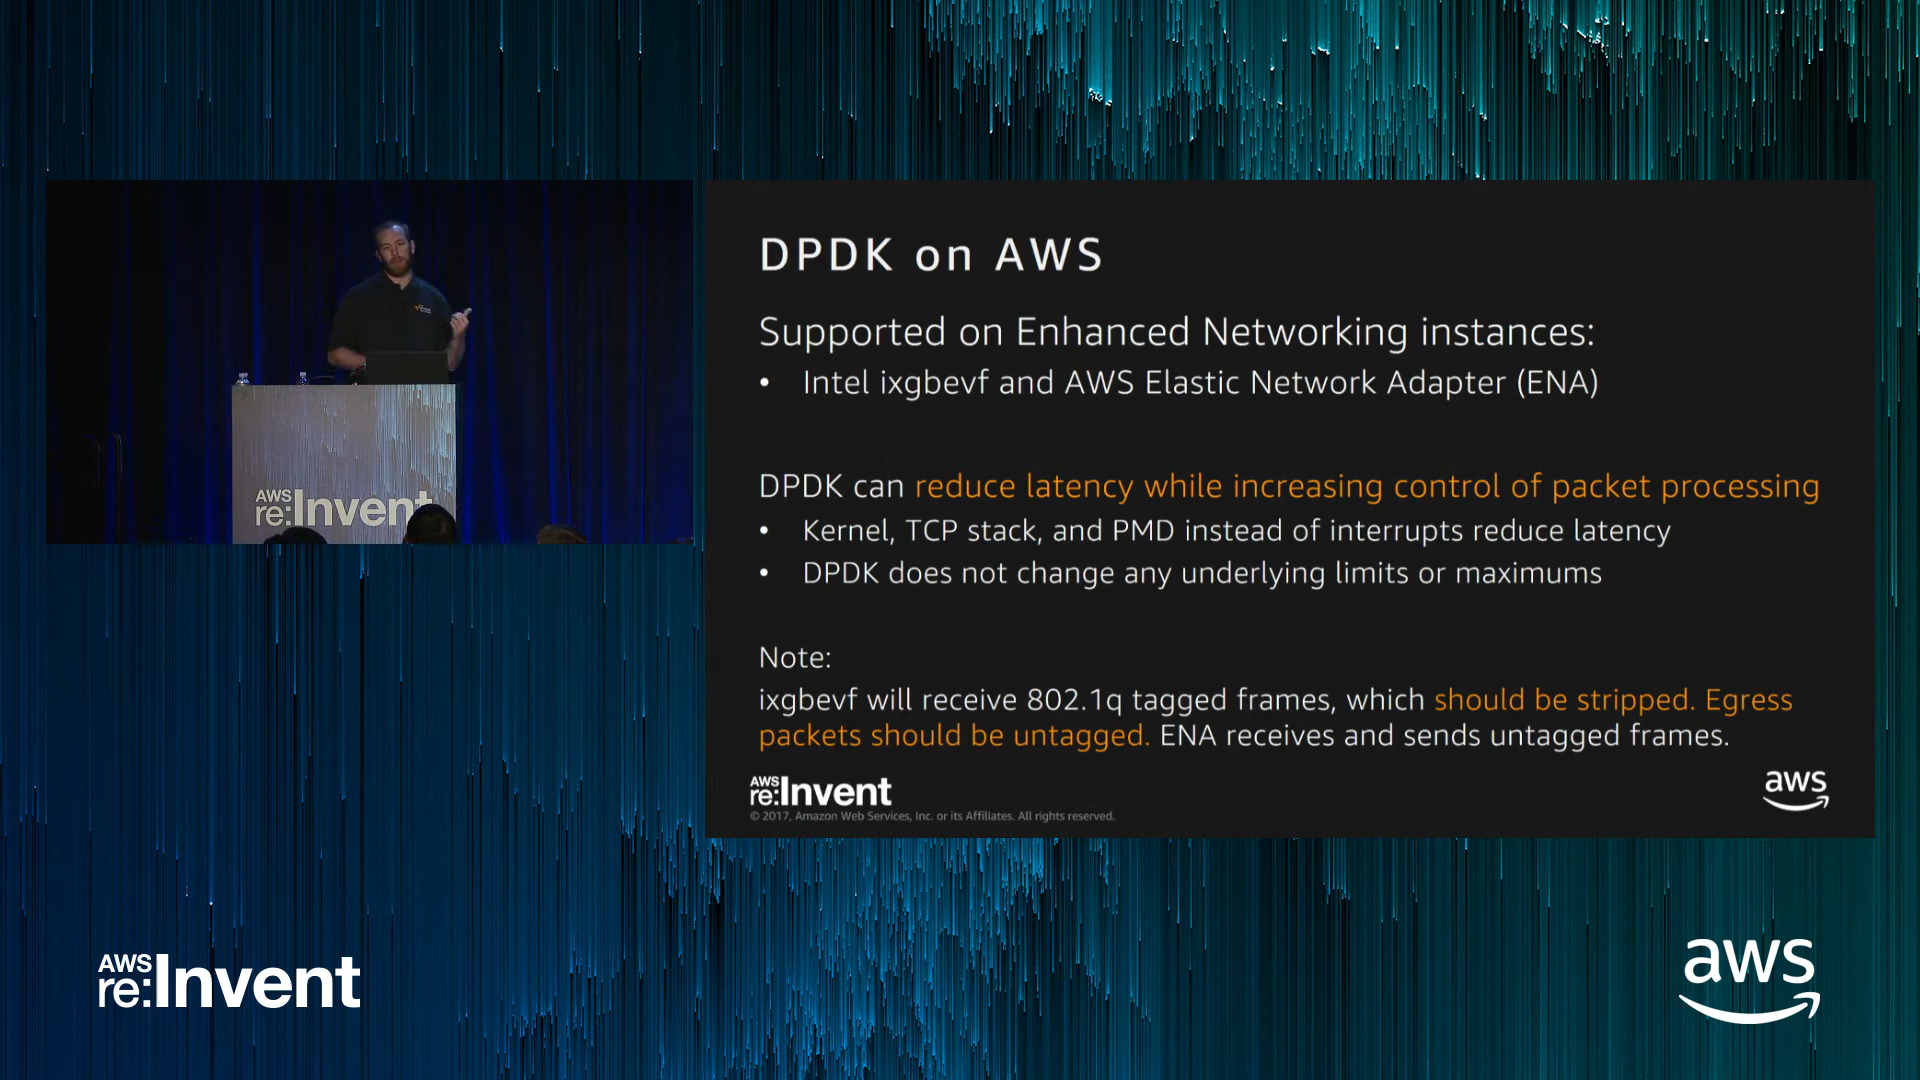 DPDK on AWS
Supported on Enhanced Networking instances:
• Intel ixgbevf and AWS Elastic Network Adapter (ENA)
DPDK can reduce latency while increasing control of packet processing
• Kernel, TCP stack, and PMD instead of interrupts reduce latency
• DPDK does not change any underlying limits or maximums
Note:
ixgbevf will receive 802.1q tagged frames, which should be stripped. Egress
packets should be untagged. ENA receives and sends untagged frames.
AWS
re:Invent
© 2017, Amazon Web Services, Inc. or its Affiliates. All rights reserved.
aws
AWS
re:Invent
AWS
re:Invent
aws